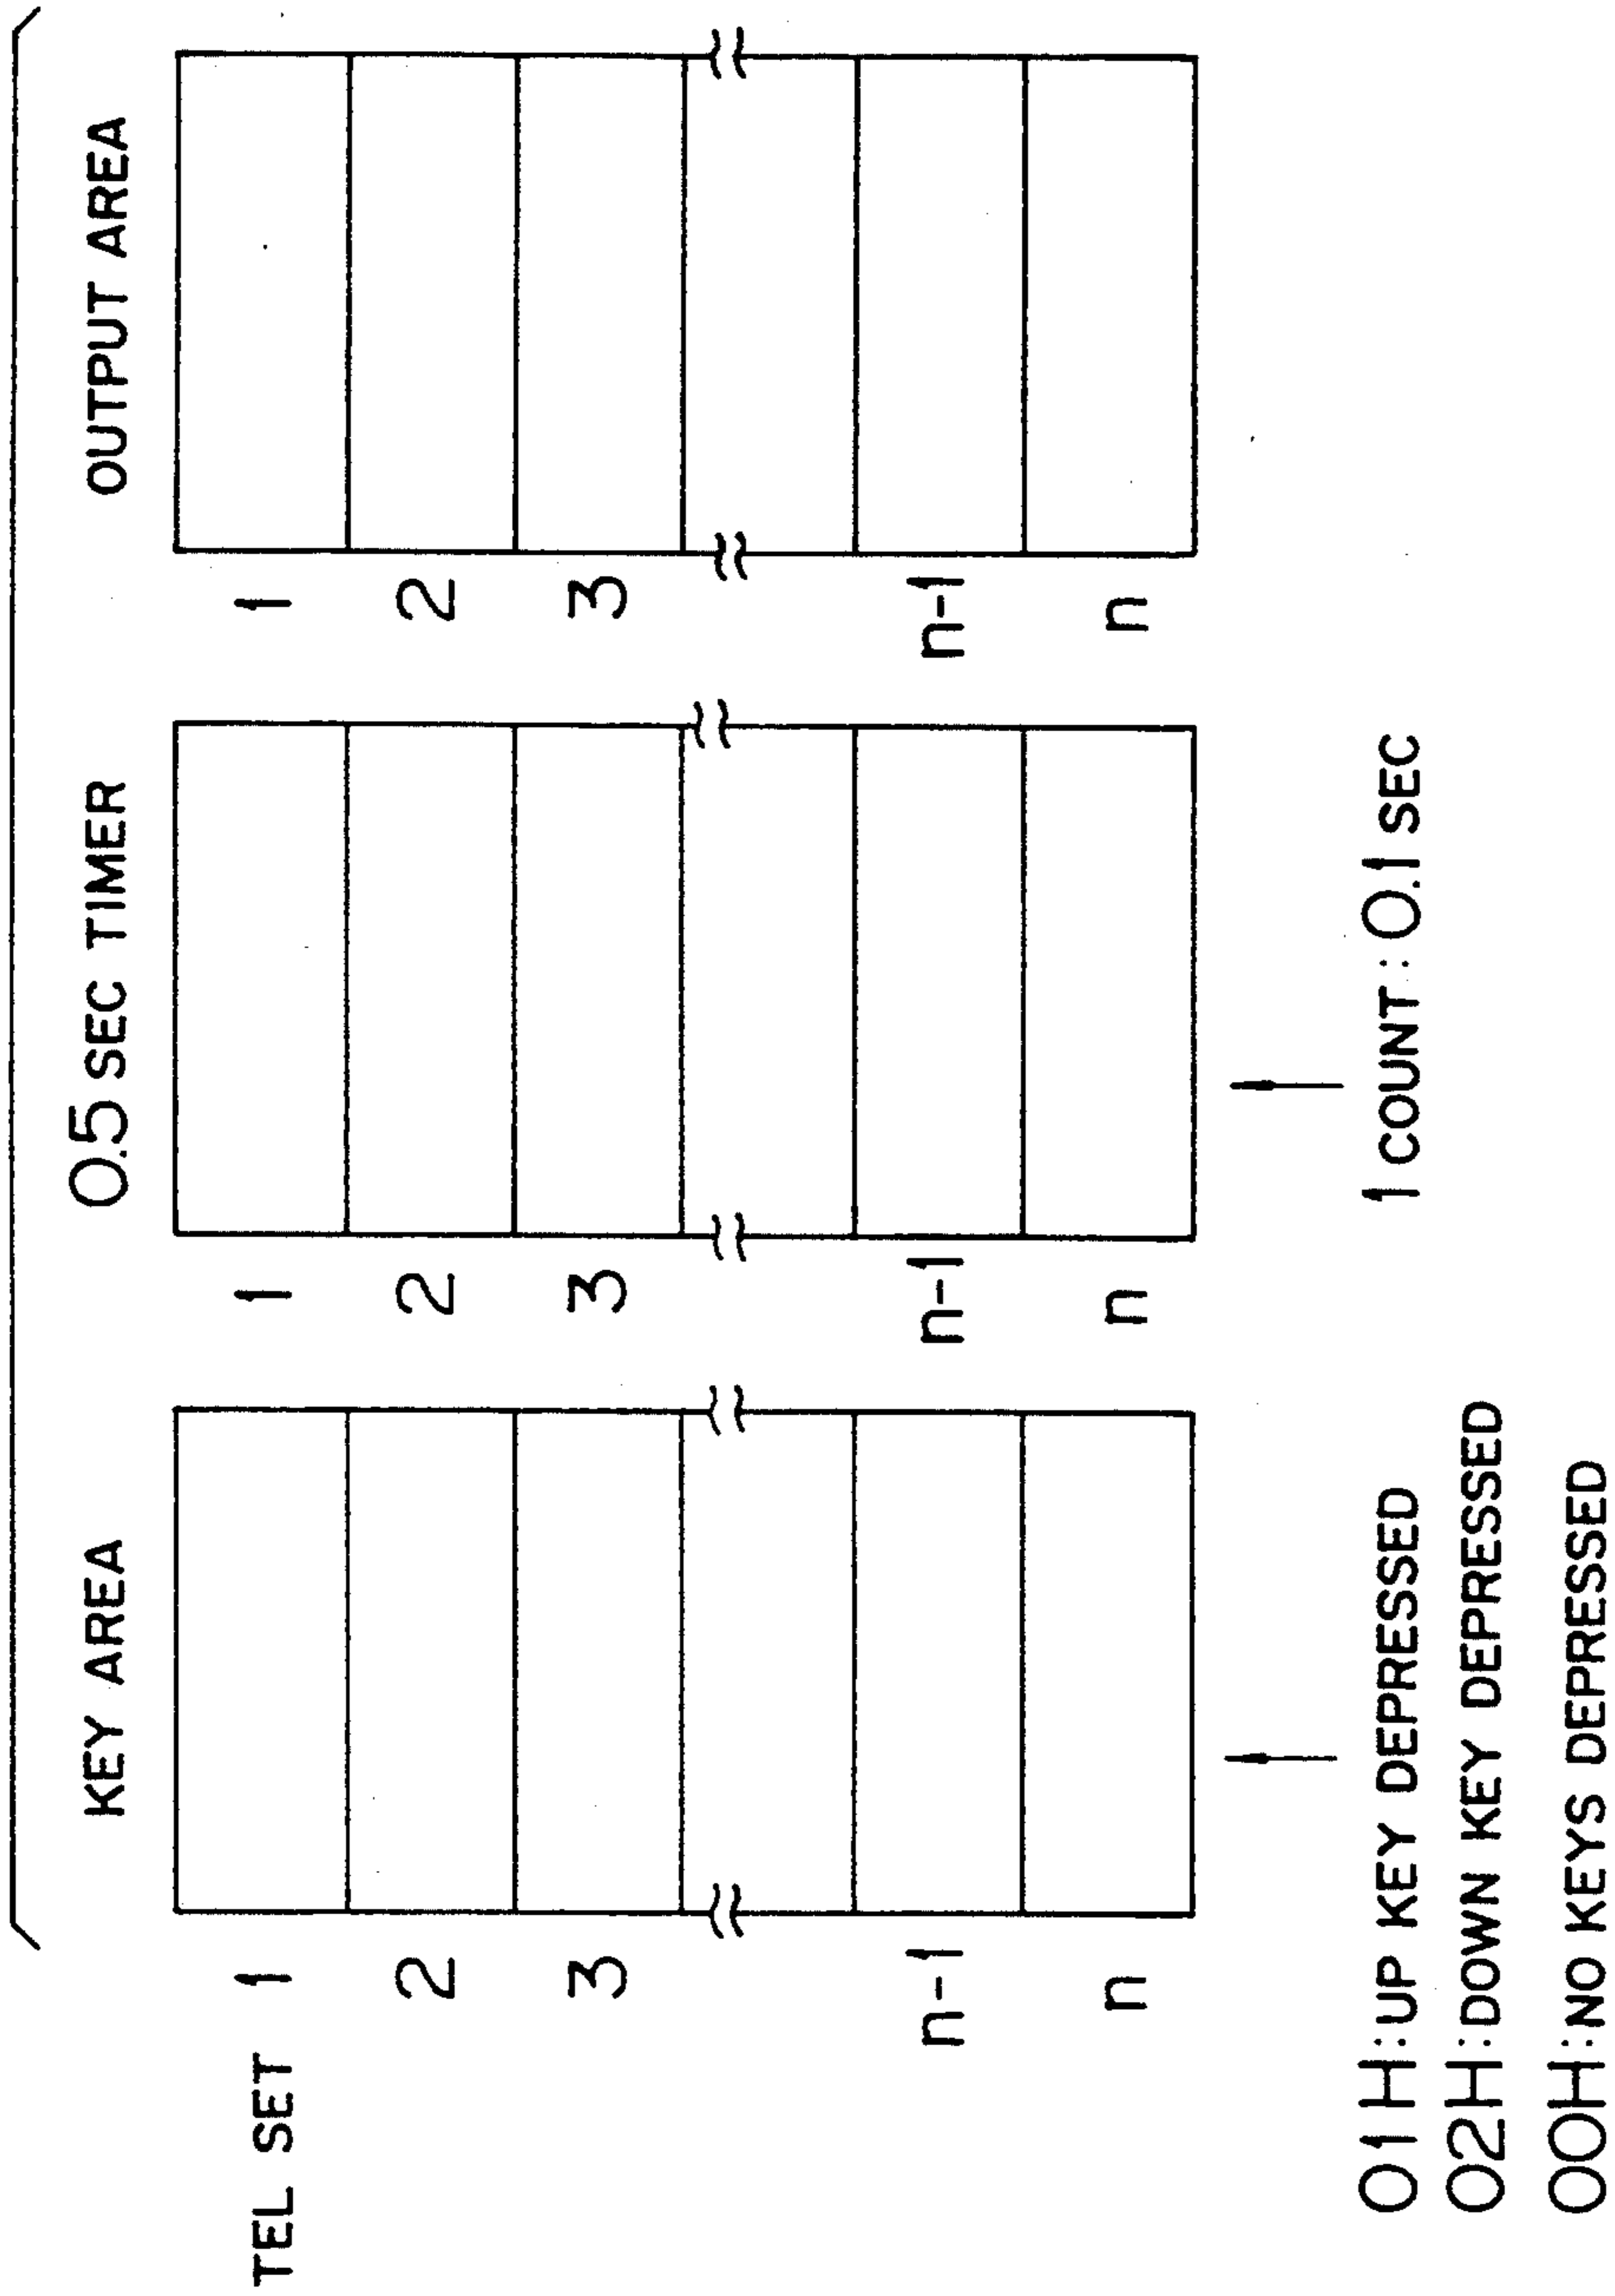 KEY AREA
0.5 SEC TIMER
OUTPUT AREA
TEL SET 1
2
3
n-1
n
1
2
3
n-1
n
1
2
3
n-1
n
01H:UP KEY DEPRESSED
02H:DOWN KEY DEPRESSED
00H:NO KEYS DEPRESSED
1 COUNT:0.1 SEC